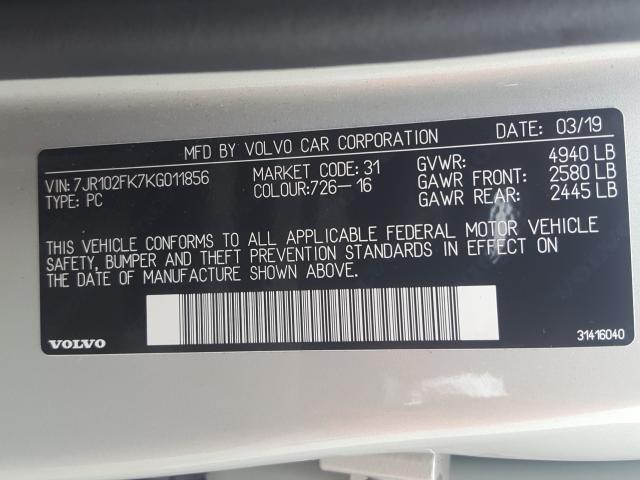 MFD BY VOLVO CAR CORPORATION DATE: 03/19
VIN: 7JR102FK7KG011856 MARKET CODE: 31 GVWR: 4940 LB
TYPE: PC COLOUR:726-16 GAWR FRONT: 2580 LB
GAWR REAR: 2445 LB
THIS VEHICLE CONFORMS TO ALL APPLICABLE FEDERAL MOTOR VEHICLE
SAFETY, BUMPER AND THEFT PREVENTION STANDARDS IN EFFECT ON
THE DATE OF MANUFACTURE SHOWN ABOVE.
VOLVO 31416040